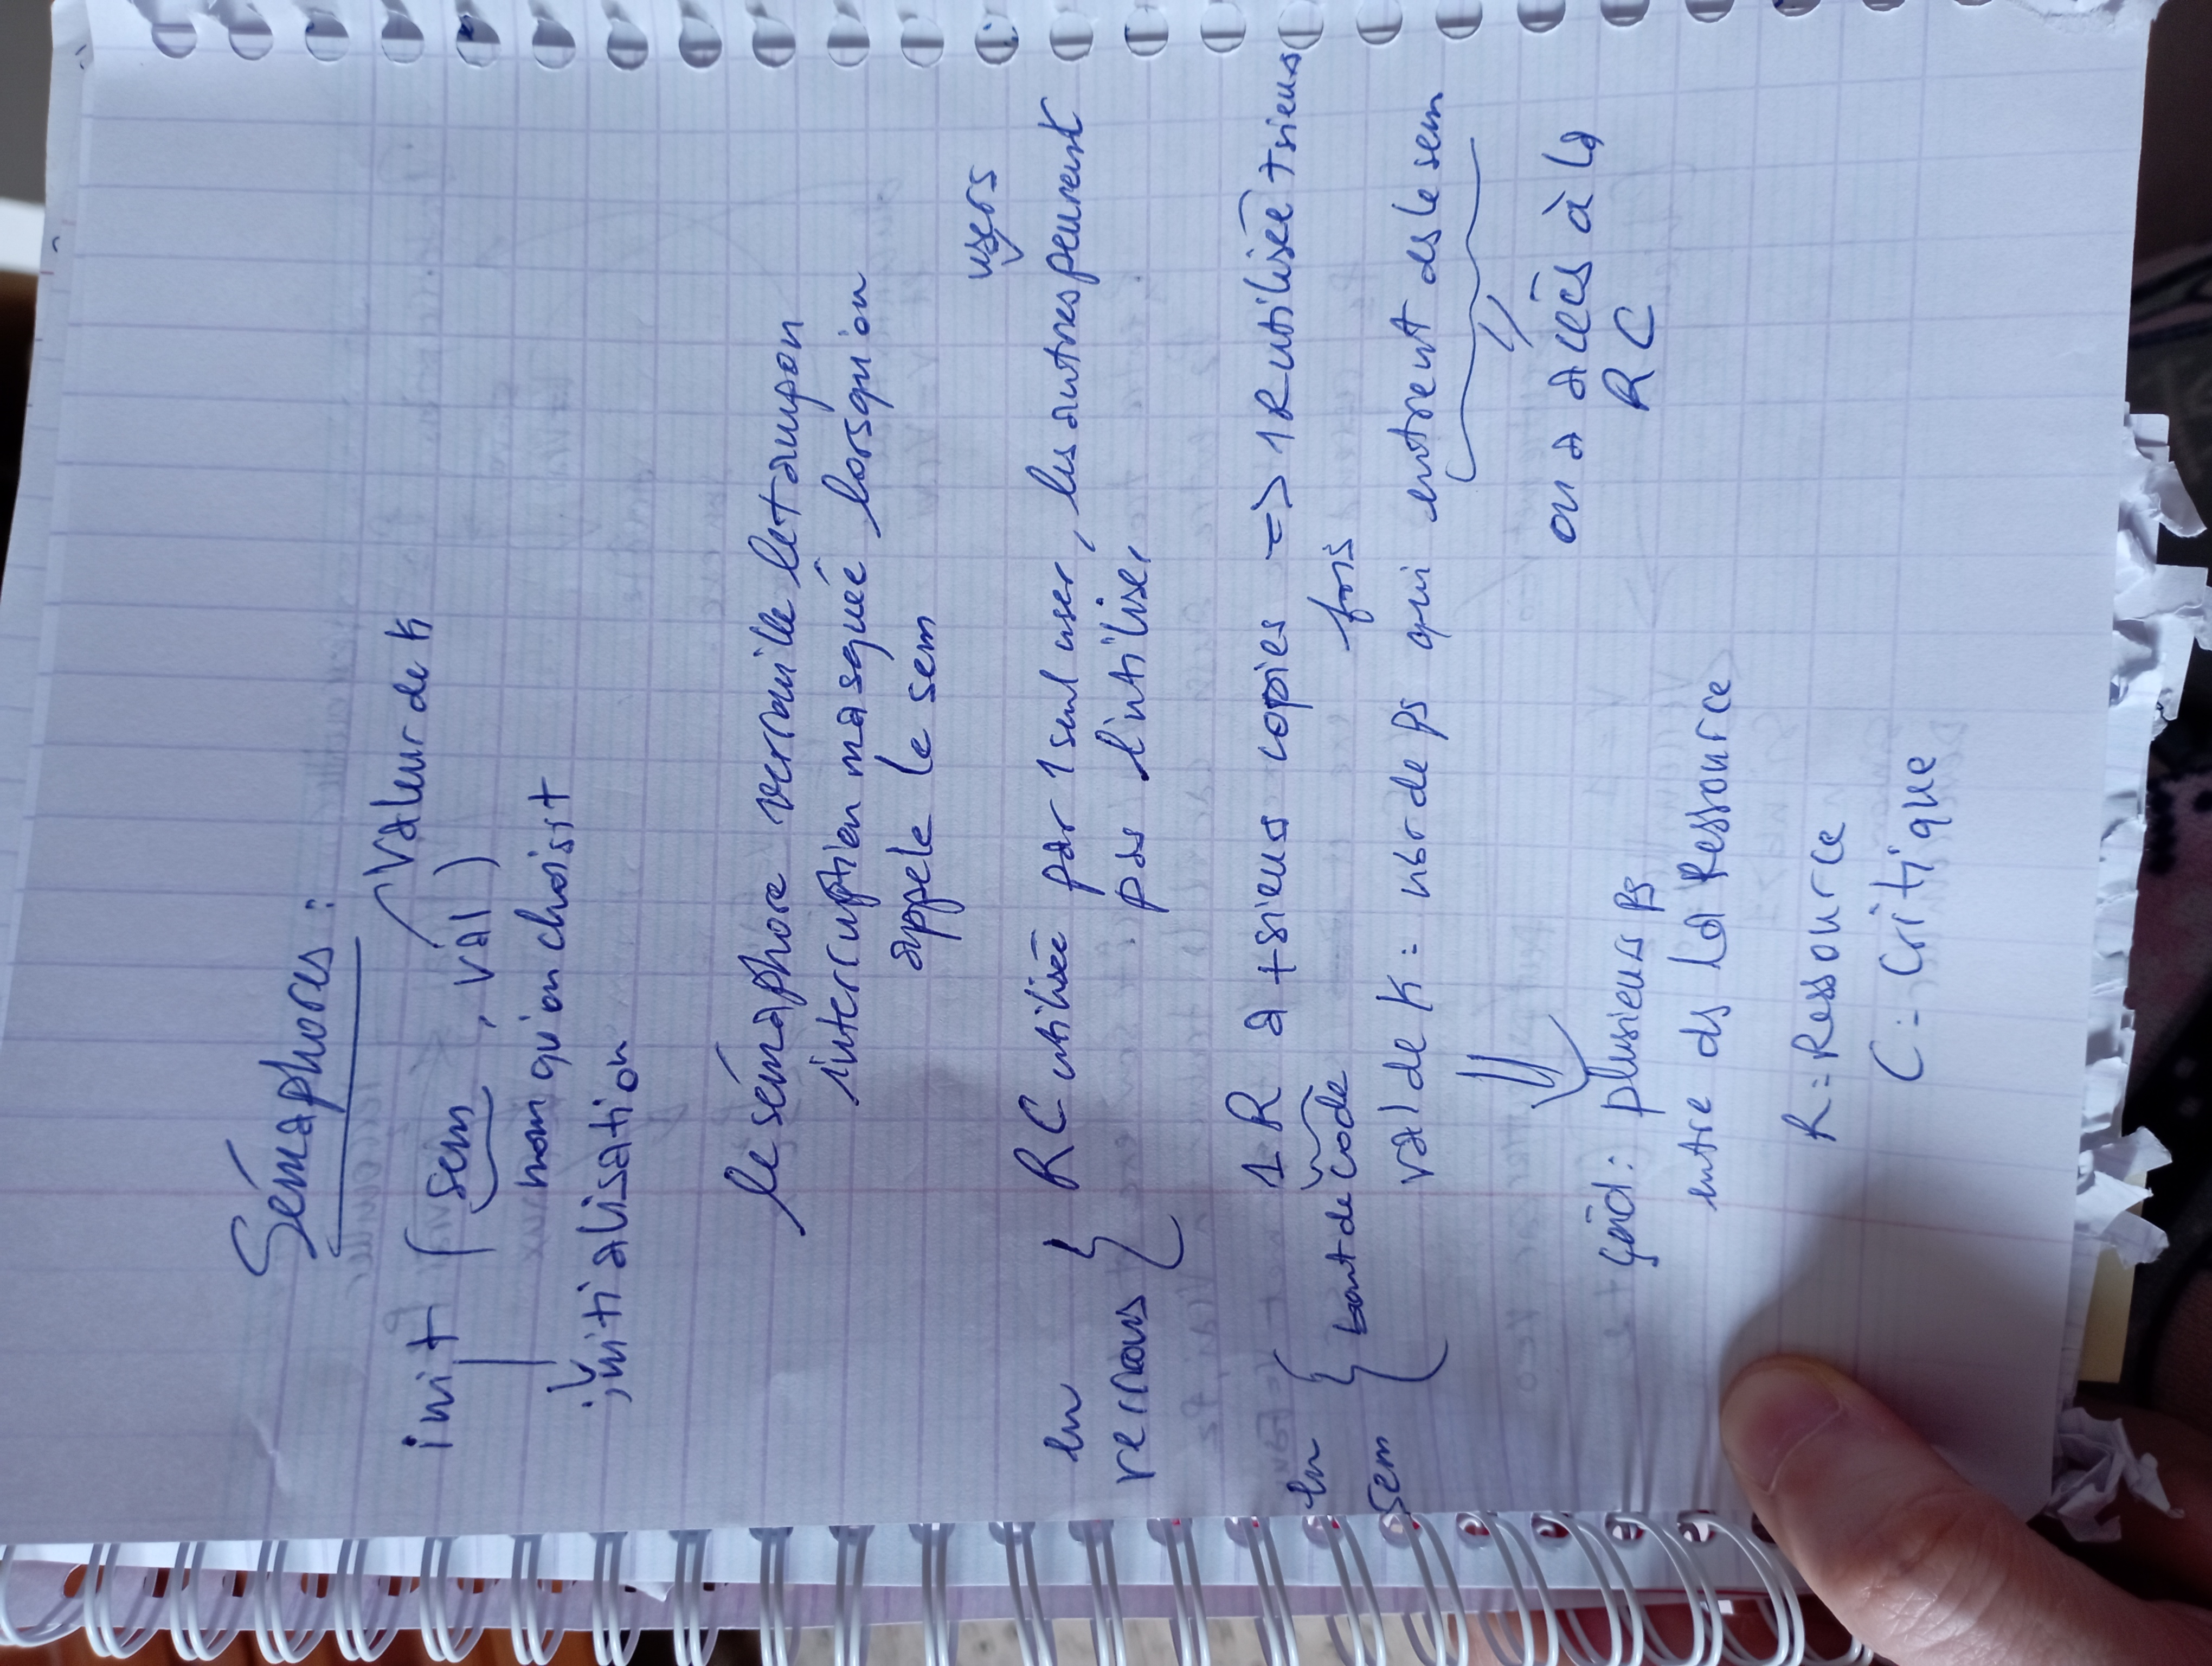 Sémaphores :
Valeur de K
init (sem, val)
nom qu'on choisit
initialisation
le sémaphore verrouille le tampon
interruption masquée lorsqu'on
appele le sem
users
en verrous { RC utilisée par 1 seul user, les autres peuvent
pas l'utiliser
en sem { 1 R a +sieurs copies => 1R utilisée +sieurs
bout de code
fois
val de K : nbr de ps qui entrent ds le sem
on a accès à la
RC
çàd : plusieurs ps
entre ds la Ressource
R = Ressource
C = Critique